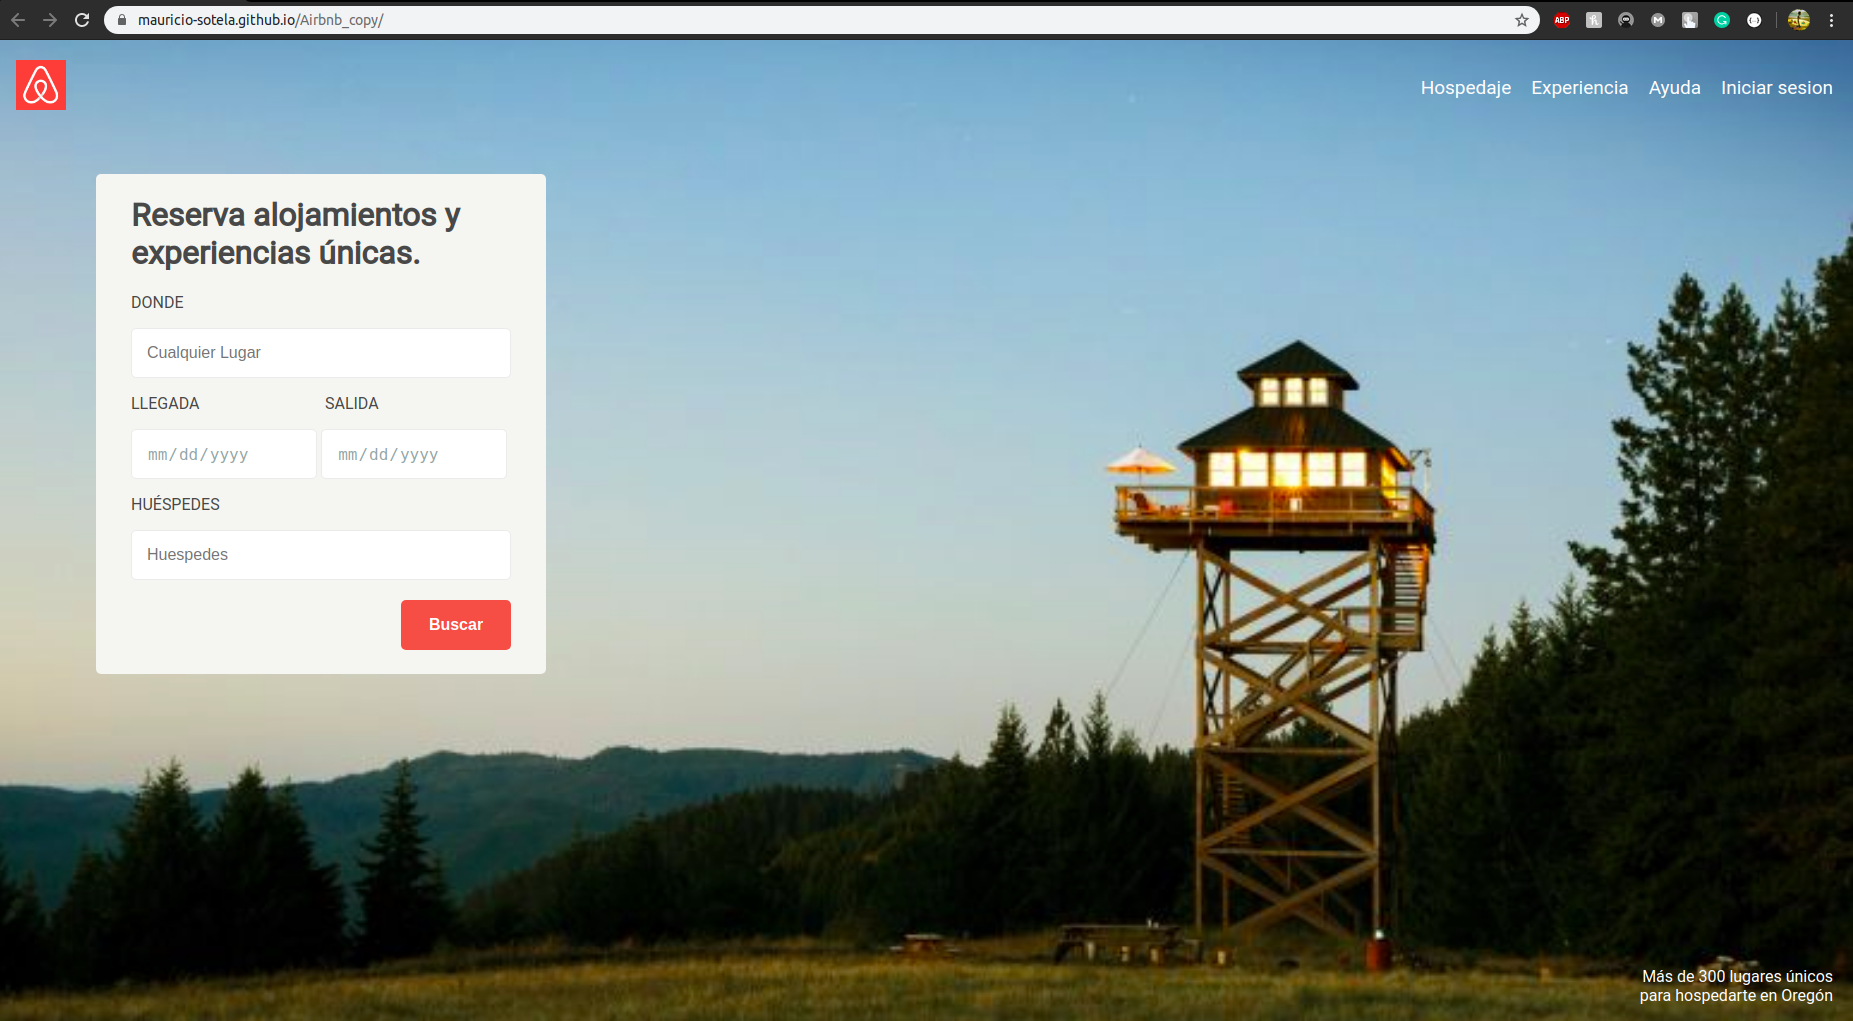 mauricio-sotela.github.io/Airbnb_copy/
ABP
Hospedaje Experiencia Ayuda Iniciar sesion
Reserva alojamientos y
experiencias únicas.
DONDE
Cualquier Lugar
LLEGADA SALIDA
mm/dd/yyyy mm/dd/yyyy
HUÉSPEDES
Huespedes
Buscar
Más de 300 lugares únicos
para hospedarte en Oregón